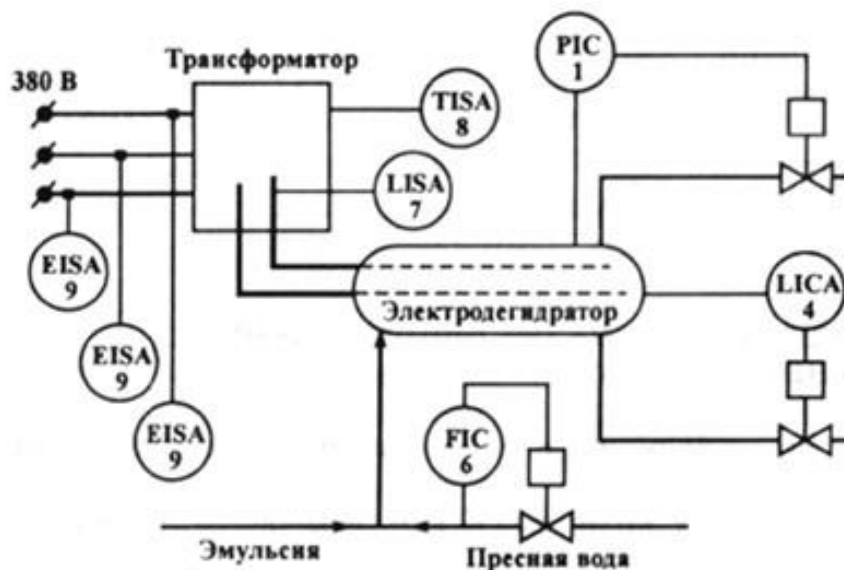 Трансформатор
380 В
PIC
1
TISA
8
LISA
7
EISA
9
LICA
4
Электродегидратор
EISA
9
EISA
9
FIC
6
Эмульсия
Пресная вода